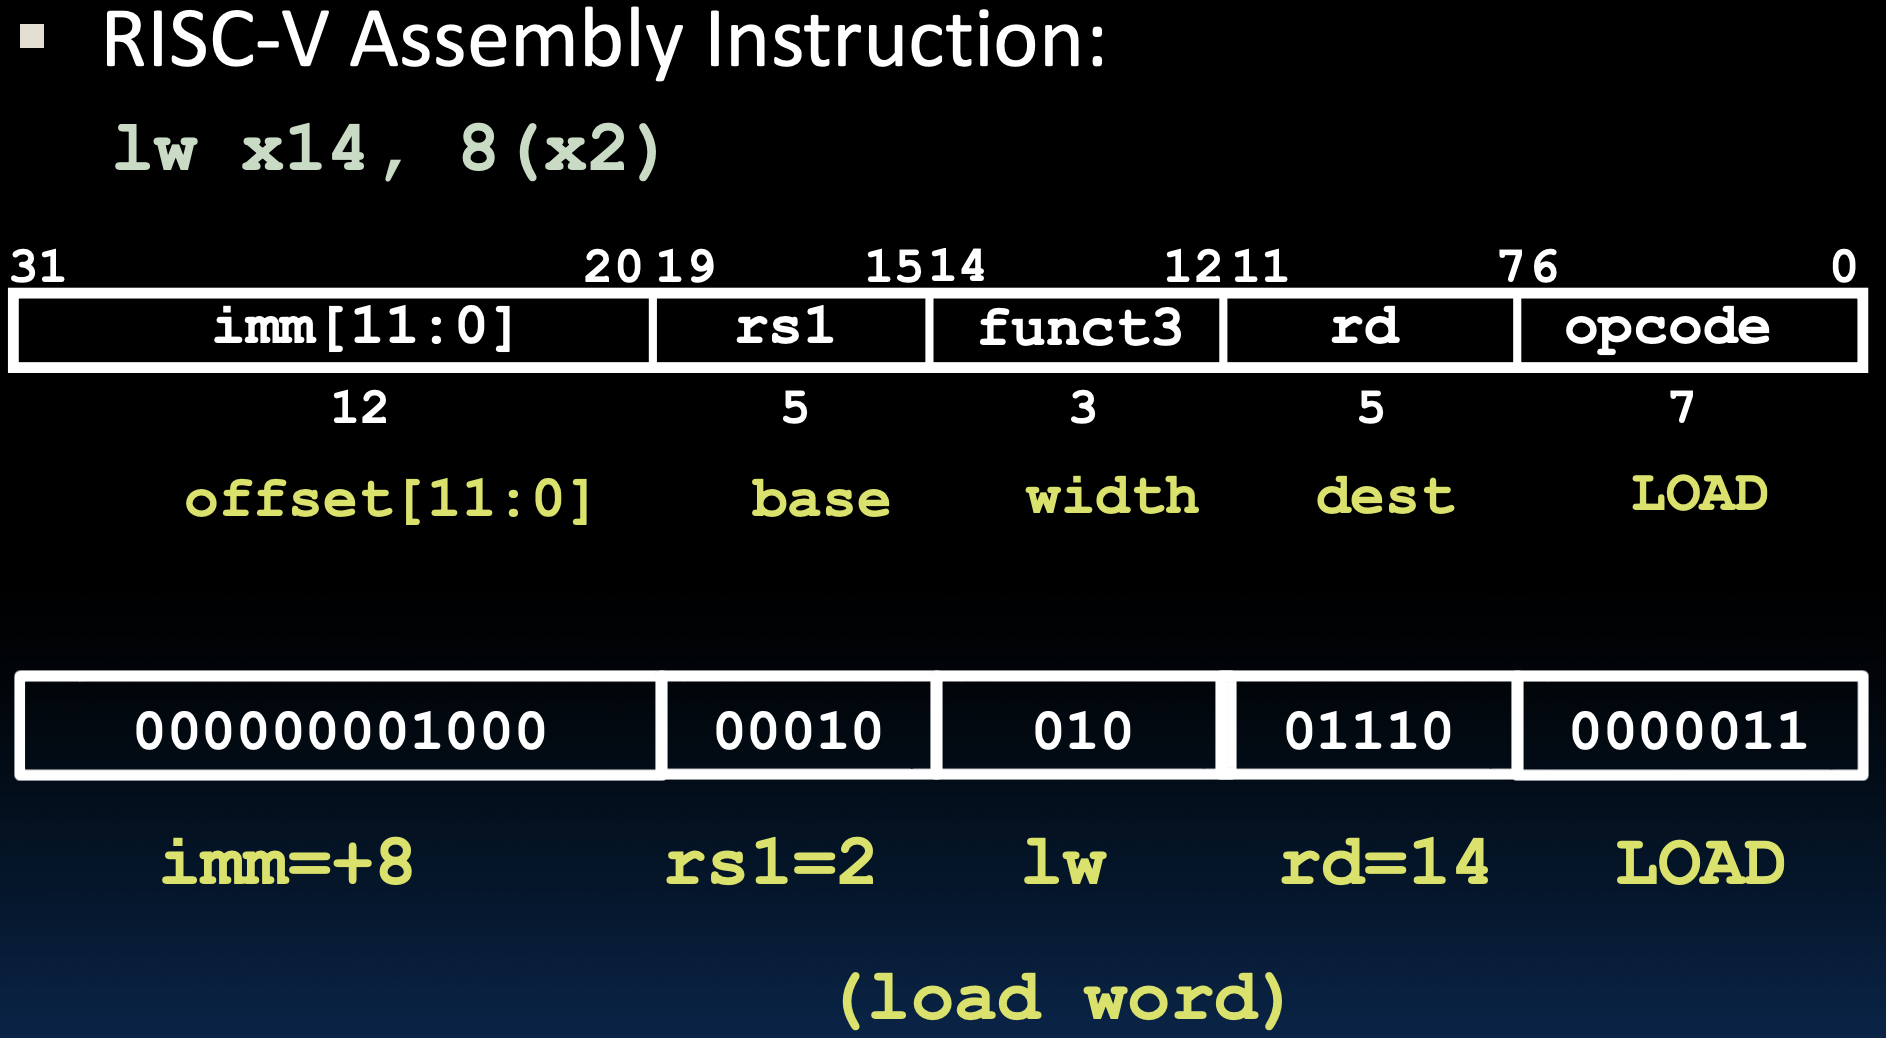 ▪ RISC-V Assembly Instruction:
lw x14, 8(x2)
31 20 19 15 14 12 11 7 6 0
imm[11:0] rs1 funct3 rd opcode
12 5 3 5 7
offset[11:0] base width dest LOAD
000000001000 00010 010 01110 0000011
imm=+8 rs1=2 lw rd=14 LOAD
(load word)